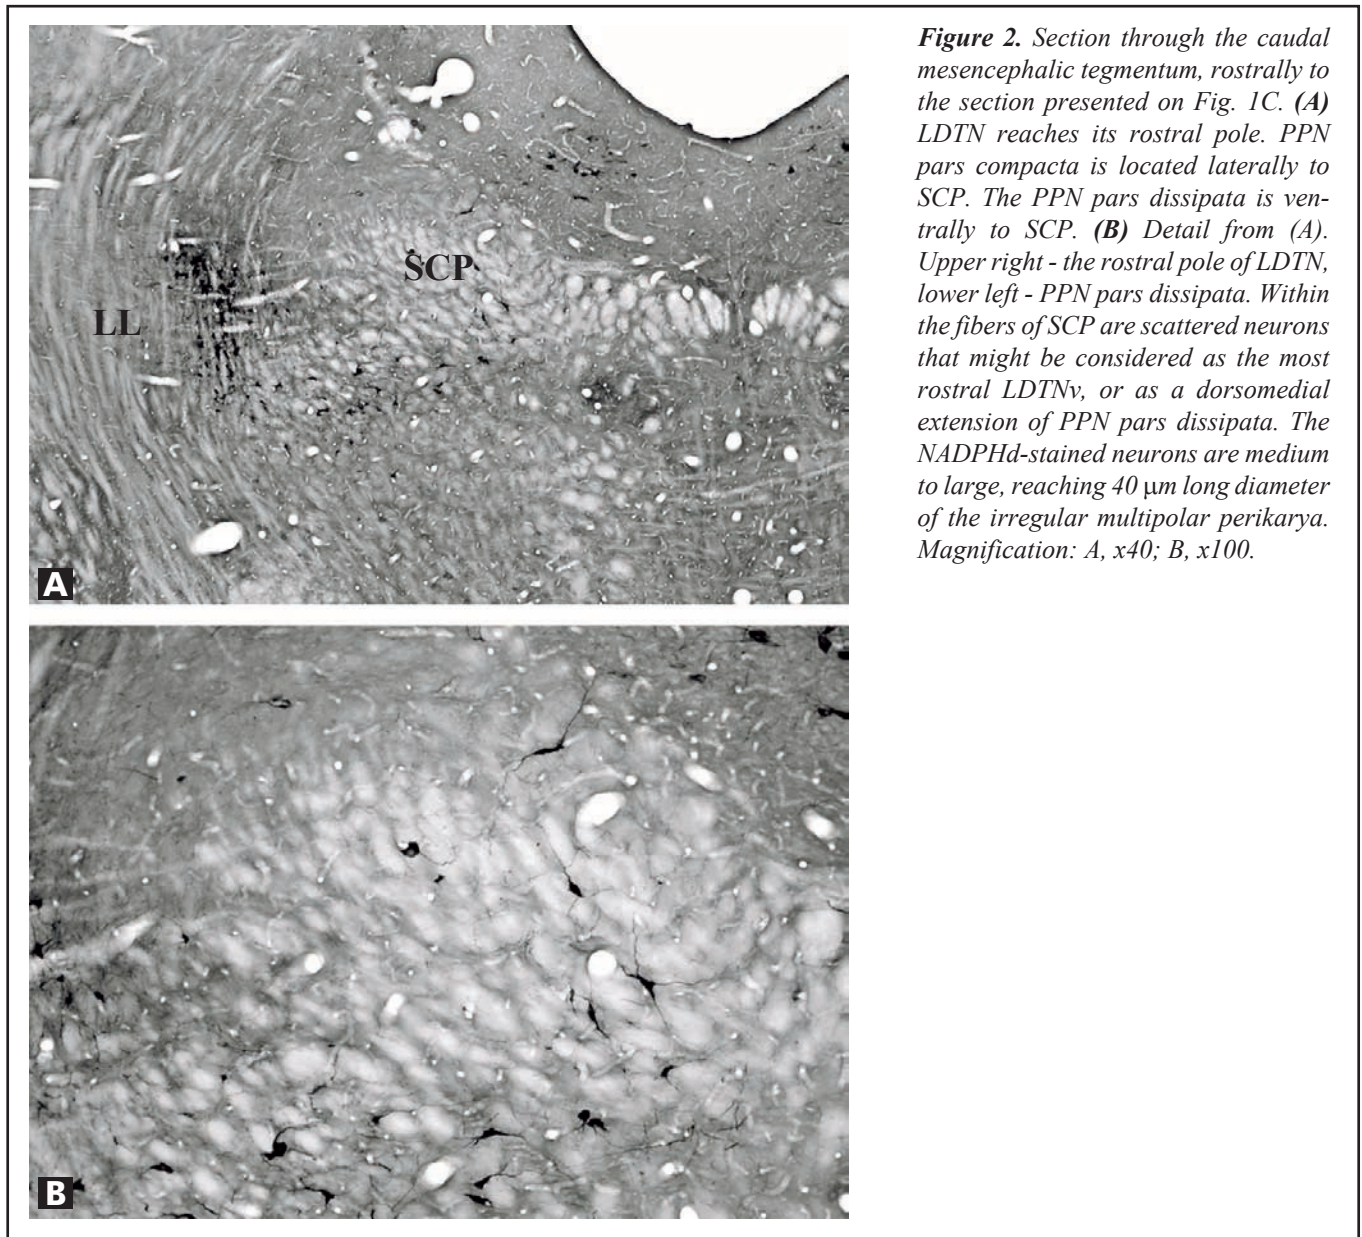 SCP
LL
A
B
Figure 2. Section through the caudal
mesencephalic tegmentum, rostrally to
the section presented on Fig. 1C. (A)
LDTN reaches its rostral pole. PPN
pars compacta is located laterally to
SCP. The PPN pars dissipata is ven-
trally to SCP. (B) Detail from (A).
Upper right - the rostral pole of LDTN,
lower left - PPN pars dissipata. Within
the fibers of SCP are scattered neurons
that might be considered as the most
rostral LDTNv, or as a dorsomedial
extension of PPN pars dissipata. The
NADPHd-stained neurons are medium
to large, reaching 40 μm long diameter
of the irregular multipolar perikarya.
Magnification: A, x40; B, x100.